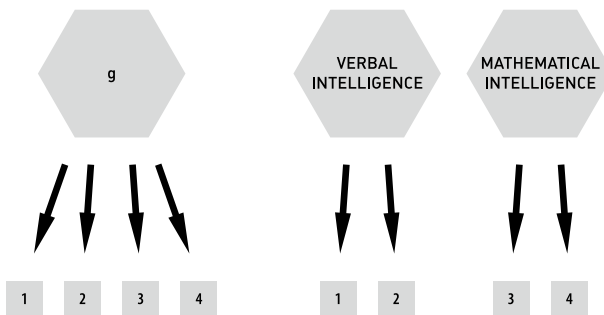 g
VERBAL
INTELLIGENCE
MATHEMATICAL
INTELLIGENCE
1 2 3 4
1 2
3 4